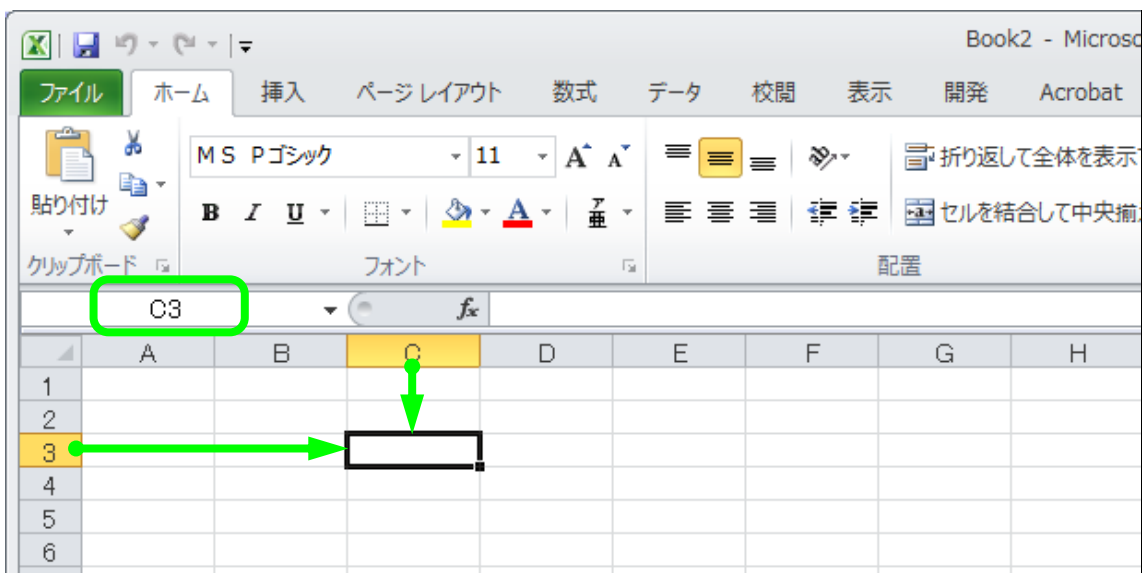 Book2 - Microsc
ファイル ホーム 挿入 ページ レイアウト 数式 データ 校閲 表示 開発 Acrobat
ＭＳ Ｐゴシック 11 A A 折り返して全体を表示
貼り付け B I U A ア亜 a セルを結合して中央揃
クリップボード フォント 配置
C3 fx
A B C D E F G H
1
2
3
4
5
6